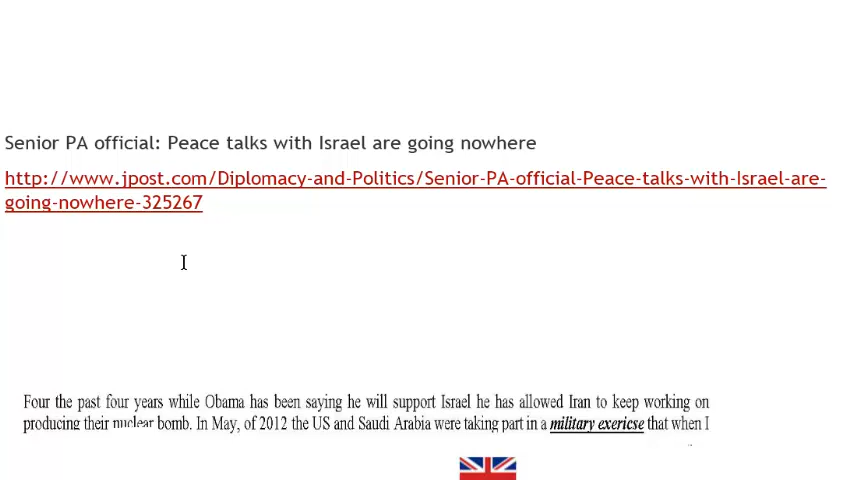 Senior PA official: Peace talks with Israel are going nowhere
http://www.jpost.com/Diplomacy-and-Politics/Senior-PA-official-Peace-talks-with-Israel-are-
going-nowhere-325267
Four the past four years while Obama has been saying he will support Israel he has allowed Iran to keep working on
producing their nuclear bomb. In May, of 2012 the US and Saudi Arabia were taking part in a military exericse that when I